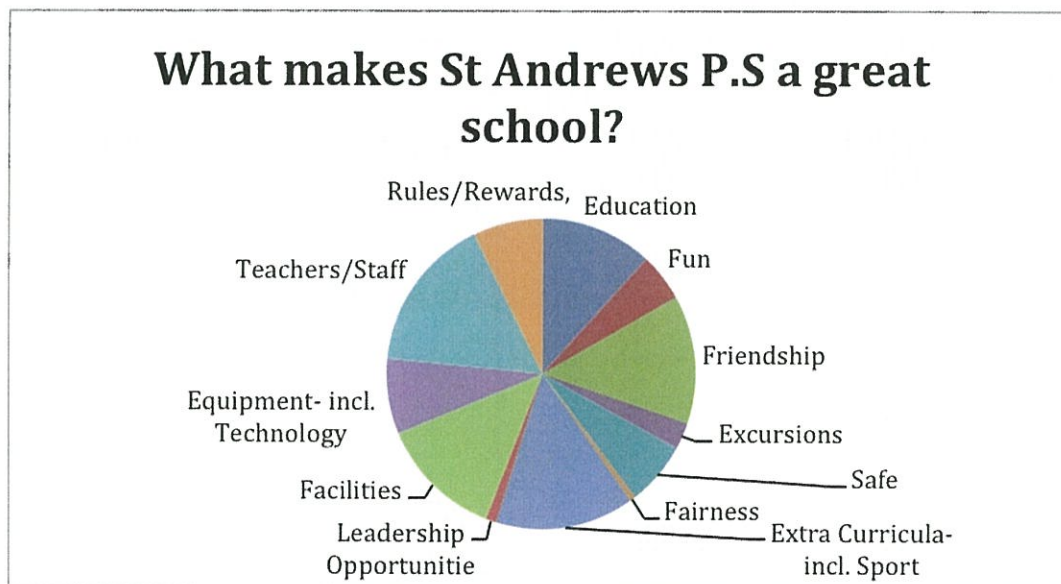 What makes St Andrews P.S a great
school?
Rules/Rewards,
Education
Fun
Teachers/Staff
Friendship
Equipment- incl.
Technology
Excursions
Safe
Facilities
Fairness
Leadership
Opportunitie
Extra Curricula-
incl. Sport